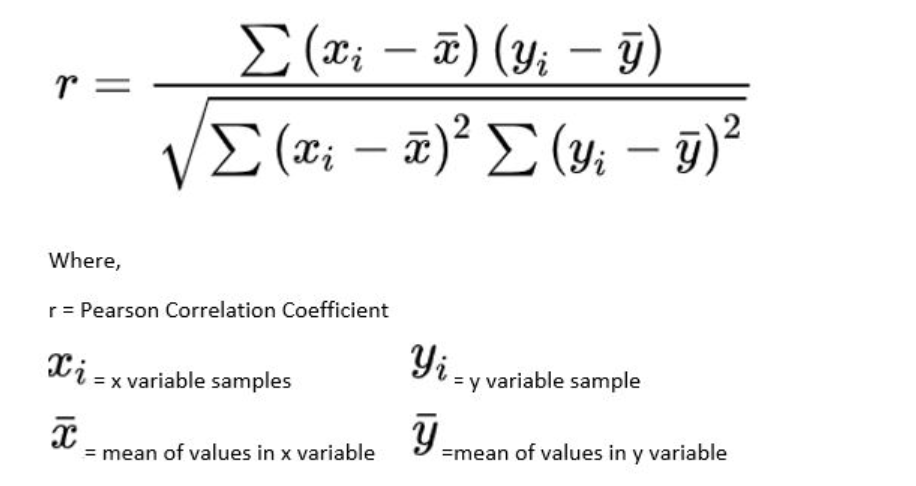 r = ∑ (xᵢ − x̄) (yᵢ − ȳ) / √ ∑ (xᵢ − x̄)² ∑ (yᵢ − ȳ)²
Where,
r = Pearson Correlation Coefficient
xᵢ = x variable samples yᵢ = y variable sample
x̄ = mean of values in x variable ȳ =mean of values in y variable